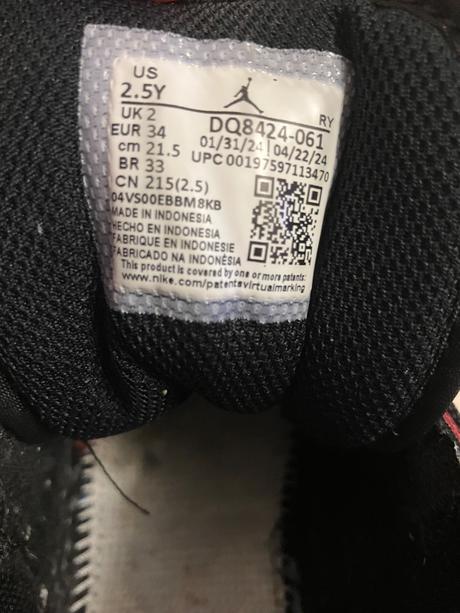 US
2.5Y
UK 2
EUR 34
cm 21.5
BR 33
CN 215(2.5)
RY
DQ8424-061
01/31/24 04/22/24
UPC 00197597113470
04VS00EBBM8KB
MADE IN INDONESIA
HECHO EN INDONESIA
FABRIQUE EN INDONESIE
FABRICADO NA INDONÉSIA
This product is covered by one or more patents:
www.nike.com/patentsvirtualmarking